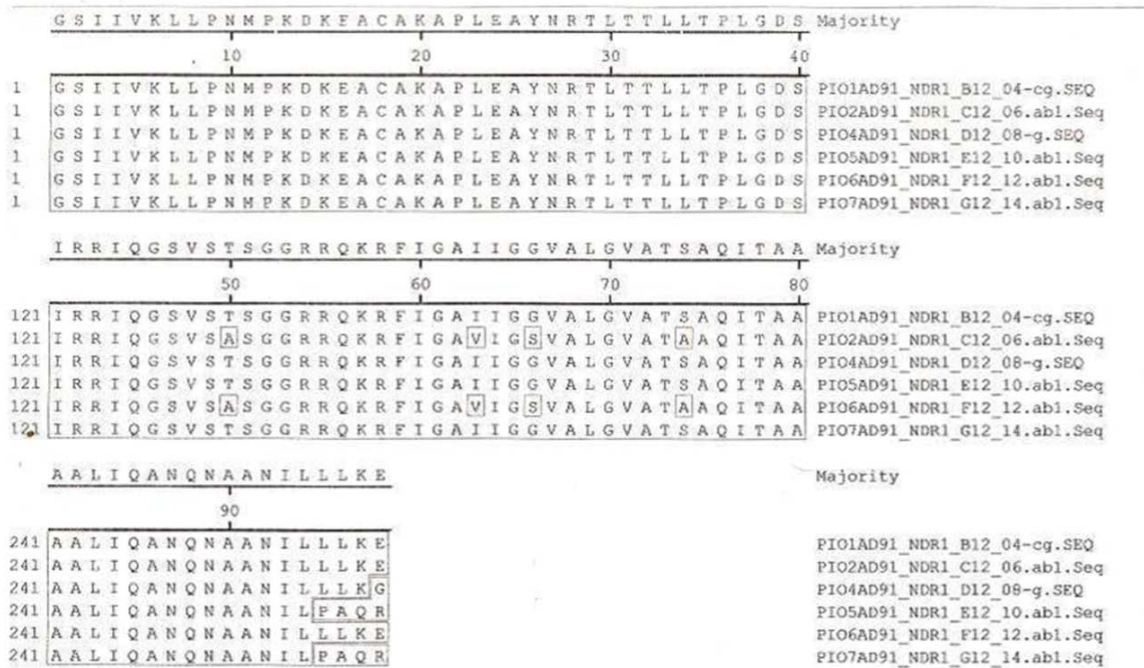 G S I I V K L L P N M P K D K E A C A K A P L E A Y N R T L T T L L T P L G D S Majority
10 20 30 40
1 G S I I V K L L P N M P K D K E A C A K A P L E A Y N R T L T T L L T P L G D S PIO1AD91_NDR1_B12_04-cg.SEQ
1 G S I I V K L L P N M P K D K E A C A K A P L E A Y N R T L T T L L T P L G D S PIO2AD91_NDR1_C12_06.ab1.Seq
1 G S I I V K L L P N M P K D K E A C A K A P L E A Y N R T L T T L L T P L G D S PIO4AD91_NDR1_D12_08-g.SEQ
1 G S I I V K L L P N M P K D K E A C A K A P L E A Y N R T L T T L L T P L G D S PIO5AD91_NDR1_E12_10.ab1.Seq
1 G S I I V K L L P N M P K D K E A C A K A P L E A Y N R T L T T L L T P L G D S PIO6AD91_NDR1_F12_12.ab1.Seq
1 G S I I V K L L P N M P K D K E A C A K A P L E A Y N R T L T T L L T P L G D S PIO7AD91_NDR1_G12_14.ab1.Seq
I R R I Q G S V S T S G G R R Q K R F I G A I I G G V A L G V A T S A Q I T A A Majority
50 60 70 80
121 I R R I Q G S V S T S G G R R Q K R F I G A I I G G V A L G V A T S A Q I T A A PIO1AD91_NDR1_B12_04-cg.SEQ
121 I R R I Q G S V S A S G G R R Q K R F I G A V I G S V A L G V A T A A Q I T A A PIO2AD91_NDR1_C12_06.ab1.Seq
121 I R R I Q G S V S T S G G R R Q K R F I G A I I G G V A L G V A T S A Q I T A A PIO4AD91_NDR1_D12_08-g.SEQ
121 I R R I Q G S V S T S G G R R Q K R F I G A I I G G V A L G V A T S A Q I T A A PIO5AD91_NDR1_E12_10.ab1.Seq
121 I R R I Q G S V S A S G G R R Q K R F I G A V I G S V A L G V A T A A Q I T A A PIO6AD91_NDR1_F12_12.ab1.Seq
121 I R R I Q G S V S T S G G R R Q K R F I G A I I G G V A L G V A T S A Q I T A A PIO7AD91_NDR1_G12_14.ab1.Seq
A A L I Q A N Q N A A N I L L L K E Majority
90
241 A A L I Q A N Q N A A N I L L L K E PIO1AD91_NDR1_B12_04-cg.SEQ
241 A A L I Q A N Q N A A N I L L L K E PIO2AD91_NDR1_C12_06.ab1.Seq
241 A A L I Q A N Q N A A N I L L L K G PIO4AD91_NDR1_D12_08-g.SEQ
241 A A L I Q A N Q N A A N I L P A Q R PIO5AD91_NDR1_E12_10.ab1.Seq
241 A A L I Q A N Q N A A N I L L L K E PIO6AD91_NDR1_F12_12.ab1.Seq
241 A A L I Q A N Q N A A N I L P A Q R PIO7AD91_NDR1_G12_14.ab1.Seq